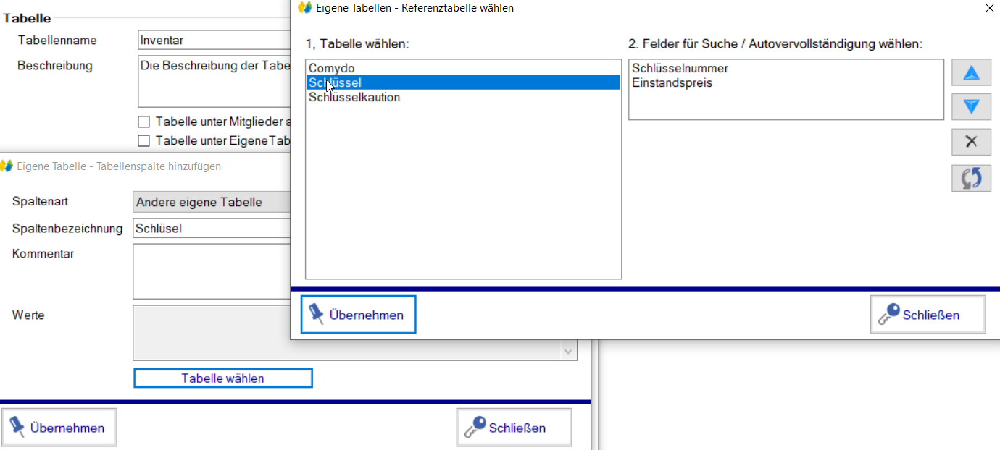 Tabelle
Tabellenname
Inventar
Beschreibung
Die Beschreibung der Tabe
Tabelle unter Mitglieder a
Tabelle unter EigeneTab
Eigene Tabelle - Tabellenspalte hinzufügen
Spaltenart
Andere eigene Tabelle
Spaltenbezeichnung
Schlüsel
Kommentar
Werte
Tabelle wählen
Übernehmen
Schließen
Eigene Tabellen - Referenztabelle wählen
1, Tabelle wählen:
Comydo
Schlüssel
Schlüsselkaution
2. Felder für Suche / Autovervollständigung wählen:
Schlüsselnummer
Einstandspreis
Übernehmen
Schließen